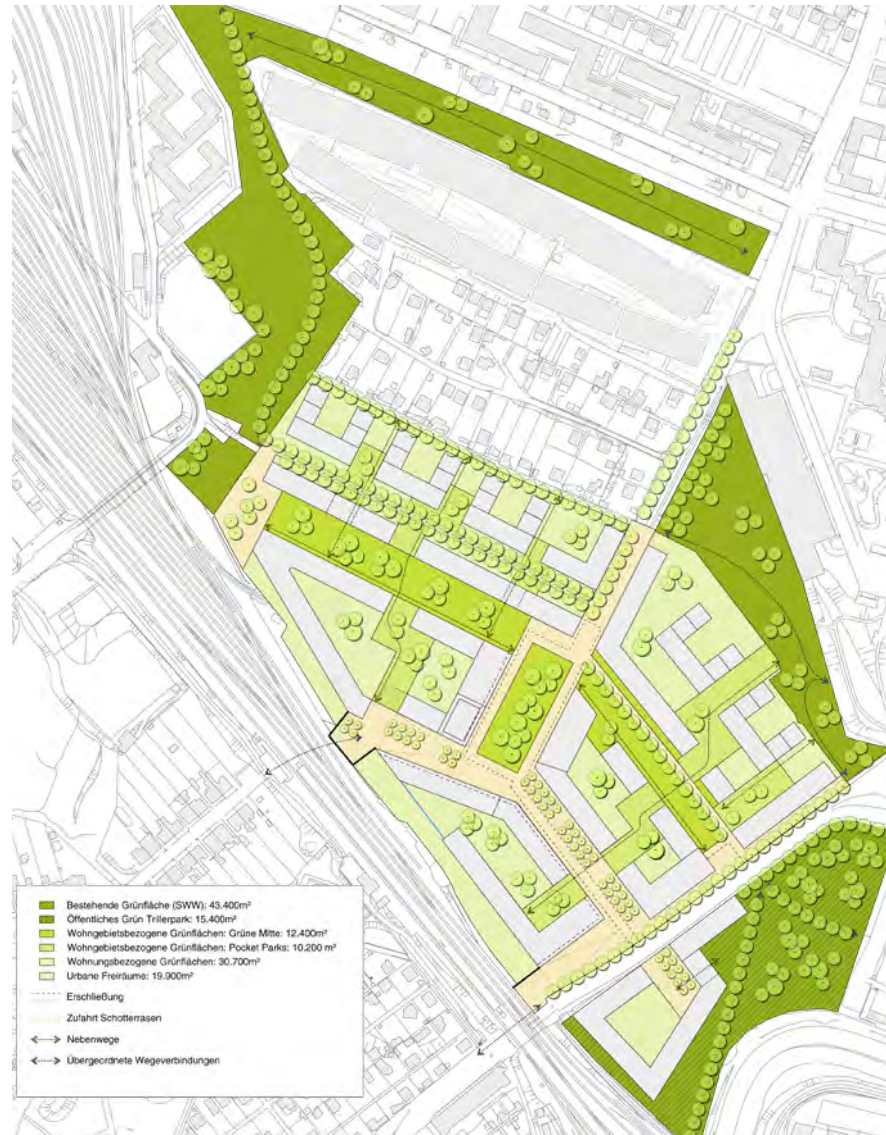 Bestehende Grünfläche (SWW); 43.400m²
Öffentliches Grün Trillerpark: 15.400m²
Wohngebietsbezogene Grünflächen: Grüne Mitte: 12.400m²
Wohngebietsbezogene Grünflächen: Pocket Parks: 10.200 m²
Wohnungsbezogene Grünflächen: 30.700m²
Urbane Freiräume: 19.900m²
Erschließung
Zufahrt Schotterrasen
Nebenwege
Übergeordnete Wegeverbindungen